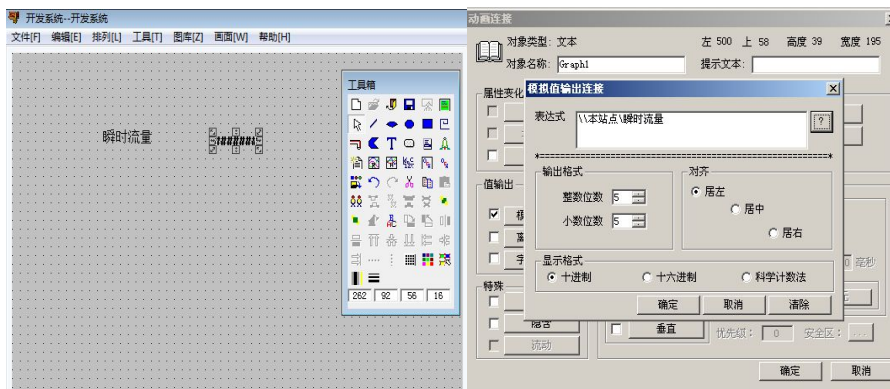 开发系统--开发系统
文件[F] 编辑[E] 排列[L] 工具[T] 图库[Z] 画面[W] 帮助[H]
瞬时流量
工具箱
262 92 56 16
动画连接
对象类型: 文本 左 500 上 58 高度 39 宽度 195
对象名称: Graph1 提示文本:
属性变化
模拟值输出连接
表达式 \\本站点\瞬时流量 ?
输出格式
整数位数 5
小数位数 5
对齐
居左
居中
居右
显示格式
十进制 十六进制 科学计数法
确定 取消 清除
值输出
毫秒
特殊
隐含
流动
垂直
优先级: 0 安全区: ...
确定 取消